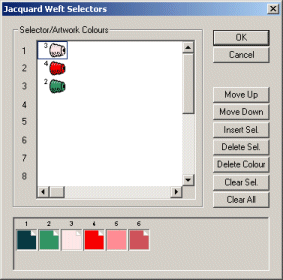 Jacquard Weft Selectors
Selector/Artwork Colours
OK
Cancel
1 3
2 4
3 2
4
5
6
7
8
Move Up
Move Down
Insert Sel.
Delete Sel.
Delete Colour
Clear Sel.
Clear All
1 2 3 4 5 6